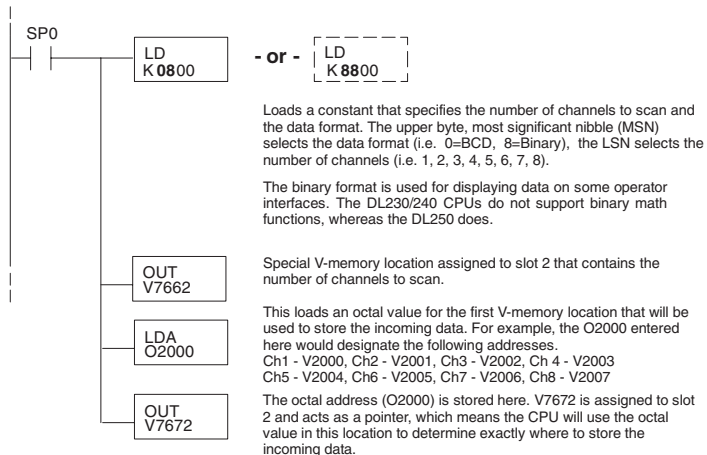 SP0
LD
K0800
- or -
LD
K8800
Loads a constant that specifies the number of channels to scan and
the data format. The upper byte, most significant nibble (MSN)
selects the data format (i.e. 0=BCD, 8=Binary), the LSN selects the
number of channels (i.e. 1, 2, 3, 4, 5, 6, 7, 8).
The binary format is used for displaying data on some operator
interfaces. The DL230/240 CPUs do not support binary math
functions, whereas the DL250 does.
OUT
V7662
Special V-memory location assigned to slot 2 that contains the
number of channels to scan.
LDA
O2000
This loads an octal value for the first V-memory location that will be
used to store the incoming data. For example, the O2000 entered
here would designate the following addresses.
Ch1 - V2000, Ch2 - V2001, Ch3 - V2002, Ch 4 - V2003
Ch5 - V2004, Ch6 - V2005, Ch7 - V2006, Ch8 - V2007
OUT
V7672
The octal address (O2000) is stored here. V7672 is assigned to slot
2 and acts as a pointer, which means the CPU will use the octal
value in this location to determine exactly where to store the
incoming data.